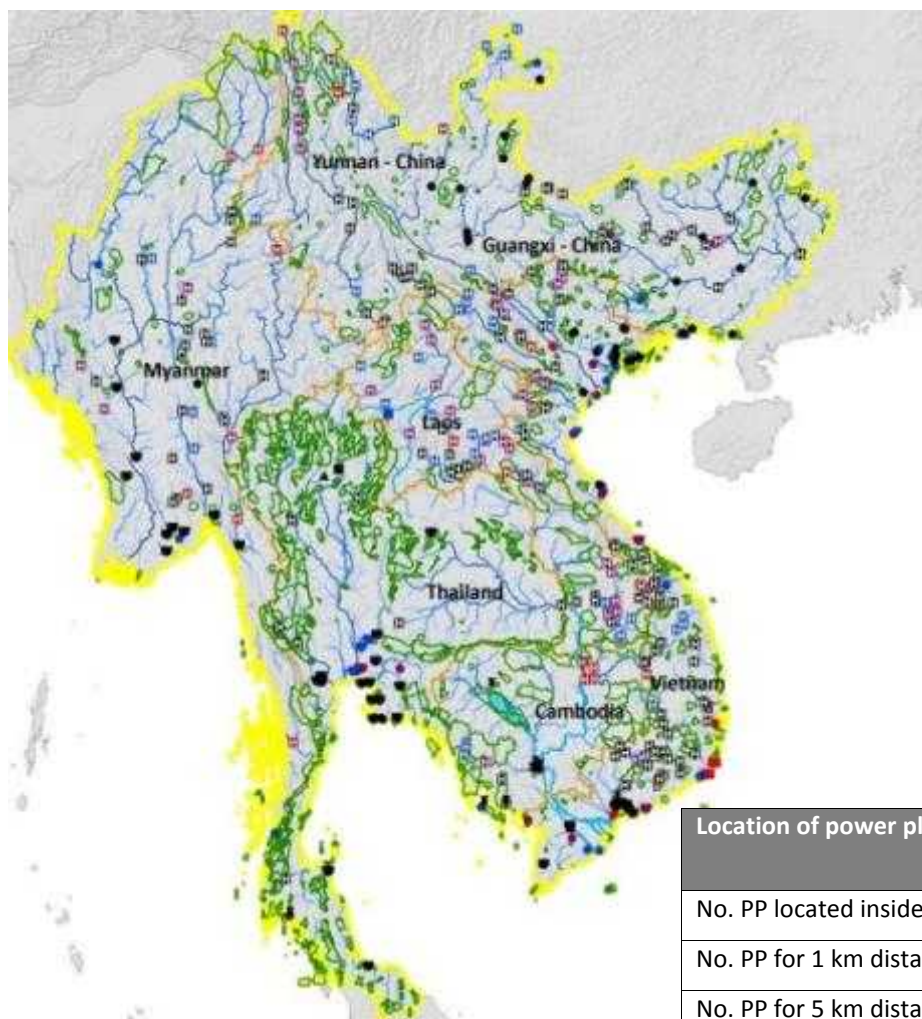 Yunnan - China
Guangxi - China
Myanmar
Laos
Thailand
Vietnam
Cambodia
Location of power pl
No. PP located inside
No. PP for 1 km dista
No. PP for 5 km dista